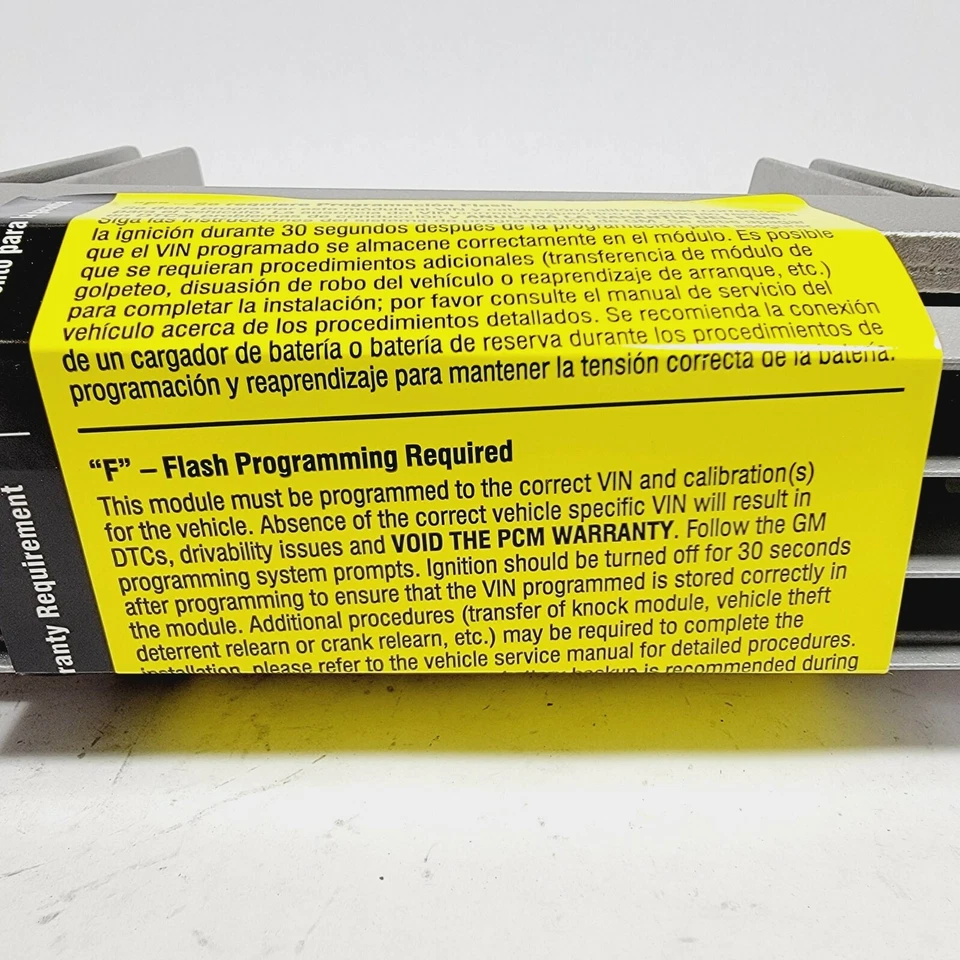 Programación Flash
la ignición durante 30 segundos después de la programación para
que el VIN programado se almacene correctamente en el módulo. Es posible
que se requieran procedimientos adicionales (transferencia de módulo de
golpeteo, disuasión de robo del vehículo o reaprendizaje de arranque, etc.)
para completar la instalación; por favor consulte el manual de servicio del
vehículo acerca de los procedimientos detallados. Se recomienda la conexión
de un cargador de batería o batería de reserva durante los procedimientos de
programación y reaprendizaje para mantener la tensión correcta de la batería.
“F” – Flash Programming Required
This module must be programmed to the correct VIN and calibration(s)
for the vehicle. Absence of the correct vehicle specific VIN will result in
DTCs, drivability issues and VOID THE PCM WARRANTY. Follow the GM
programming system prompts. Ignition should be turned off for 30 seconds
after programming to ensure that the VIN programmed is stored correctly in
the module. Additional procedures (transfer of knock module, vehicle theft
deterrent relearn or crank relearn, etc.) may be required to complete the
installation, please refer to the vehicle service manual for detailed procedures.
backup is recommended during
para
Requirement